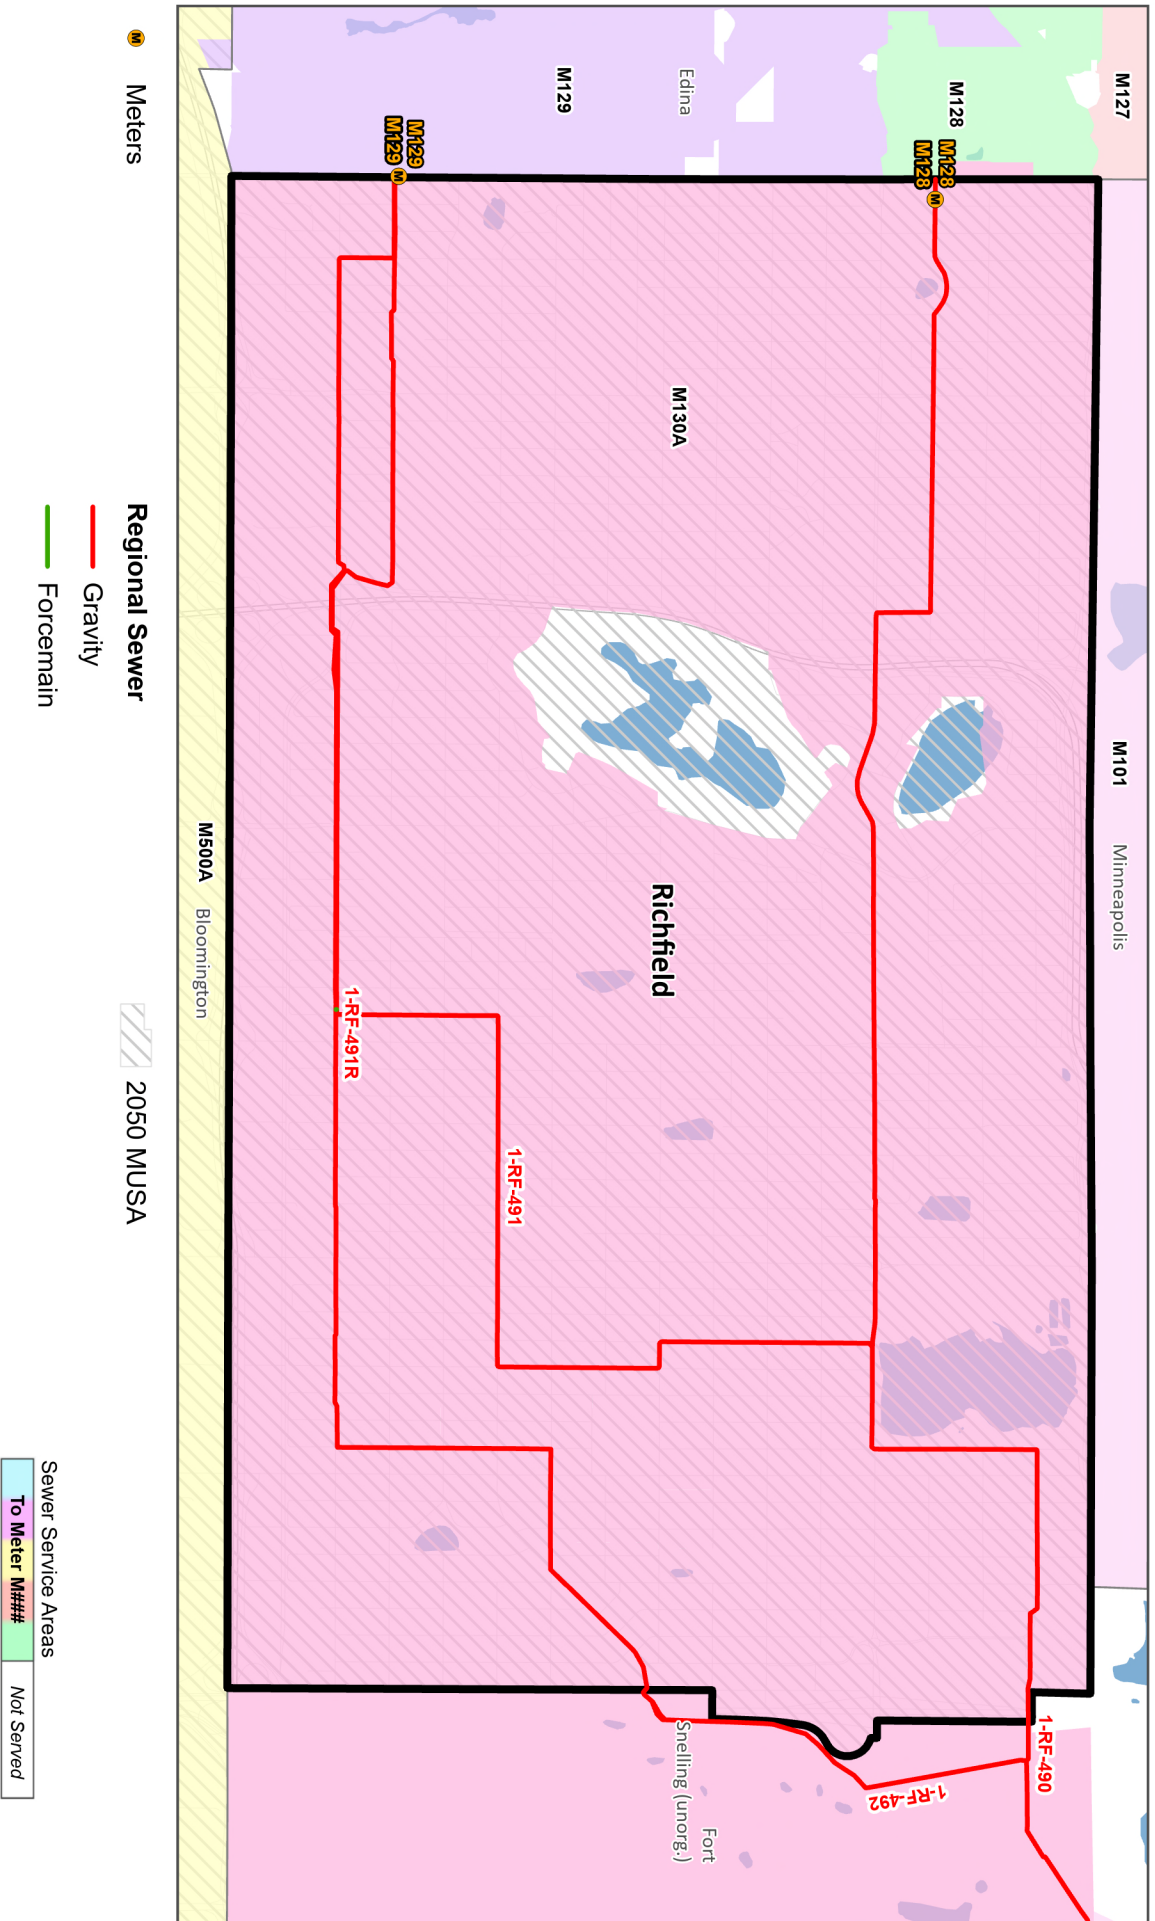 M127
M128
M129
Edina
M128
M128
M129
M129
M101
Minneapolis
M130A
Richfield
1-RF-491R
1-RF-491
1-RF-490
1-RF-492
Fort
Snelling (unorg.)
M500A
Bloomington
M
M
M
Meters
Regional Sewer
Gravity
Forcemain
2050 MUSA
Sewer Service Areas
To Meter M###
Not Served